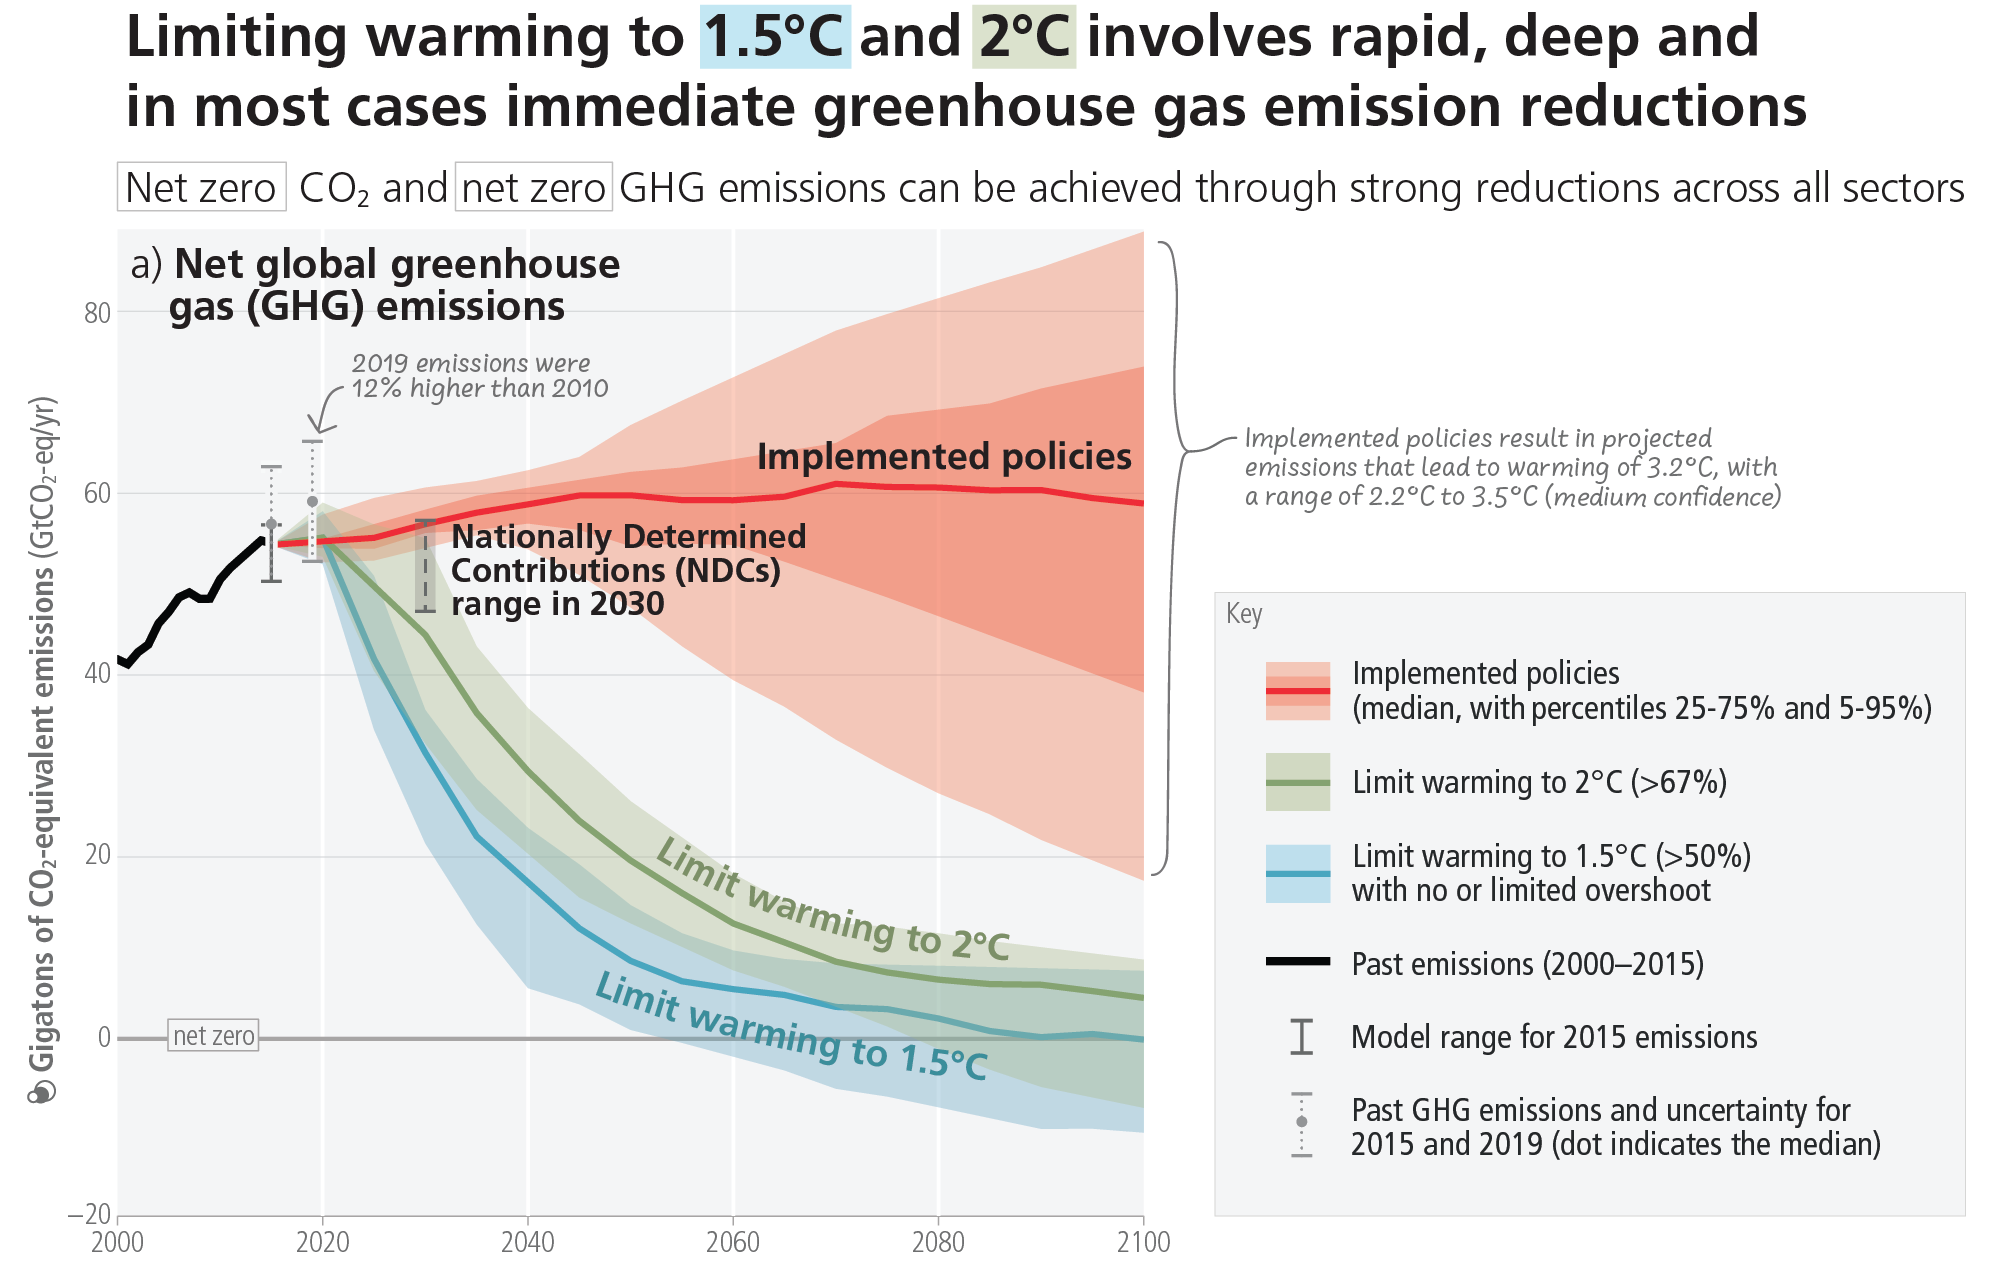 Limiting warming to 1.5°C and 2°C involves rapid, deep and
in most cases immediate greenhouse gas emission reductions
Net zero CO₂ and net zero GHG emissions can be achieved through strong reductions across all sectors
a) Net global greenhouse
gas (GHG) emissions
80
60
40
20
0
−20
2000
2020
2040
2060
2080
2100
Gigatons of CO₂-equivalent emissions (GtCO₂-eq/yr)
2019 emissions were
12% higher than 2010
Implemented policies
Nationally Determined
Contributions (NDCs)
range in 2030
Limit warming to 2°C
Limit warming to 1.5°C
net zero
Implemented policies result in projected
emissions that lead to warming of 3.2°C, with
a range of 2.2°C to 3.5°C (medium confidence)
Key
Implemented policies
(median, with percentiles 25-75% and 5-95%)
Limit warming to 2°C (>67%)
Limit warming to 1.5°C (>50%)
with no or limited overshoot
Past emissions (2000–2015)
Model range for 2015 emissions
Past GHG emissions and uncertainty for
2015 and 2019 (dot indicates the median)